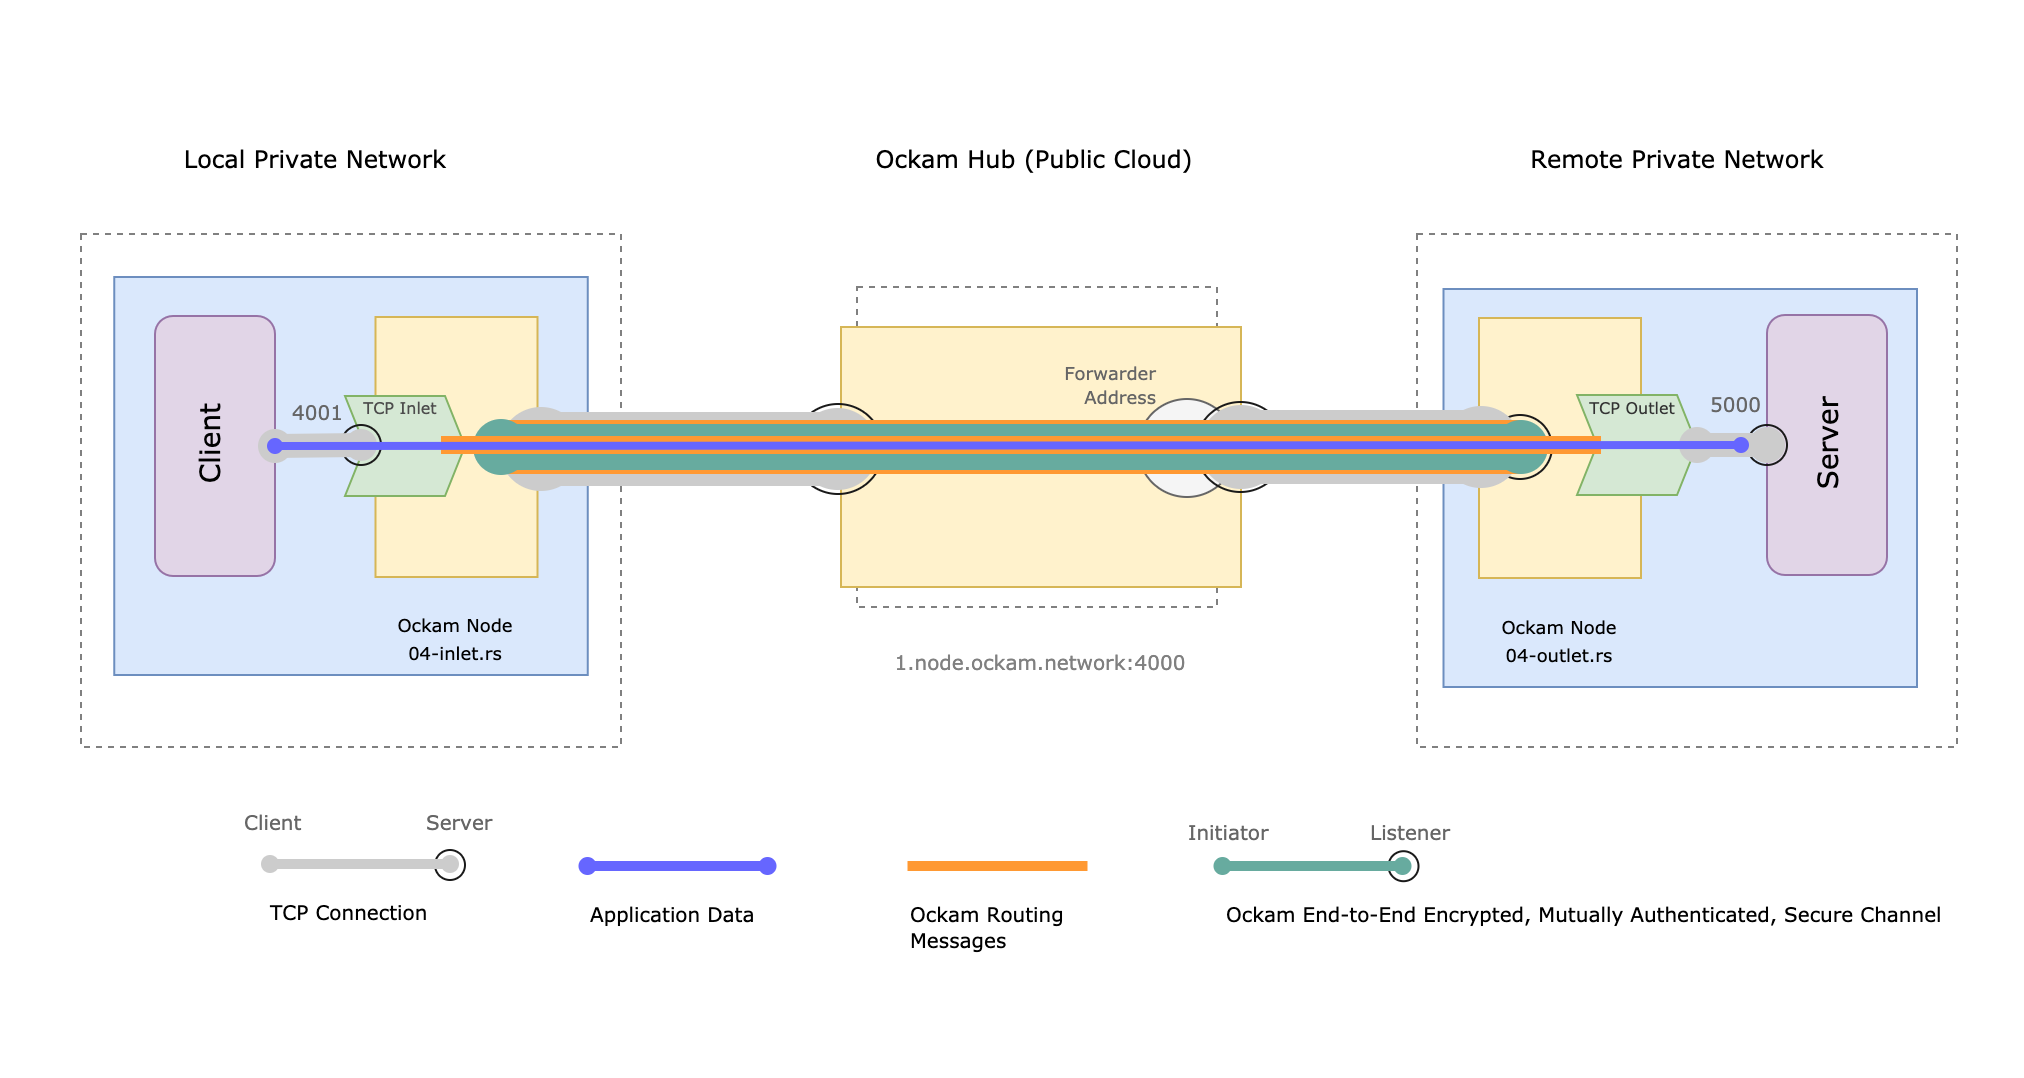 Local Private Network
Ockam Hub (Public Cloud)
Remote Private Network
Client
4001
TCP Inlet
Ockam Node
04-inlet.rs
Forwarder
Address
1.node.ockam.network:4000
TCP Outlet
5000
Server
Ockam Node
04-outlet.rs
Client
Server
TCP Connection
Application Data
Ockam Routing
Messages
Initiator
Listener
Ockam End-to-End Encrypted, Mutually Authenticated, Secure Channel